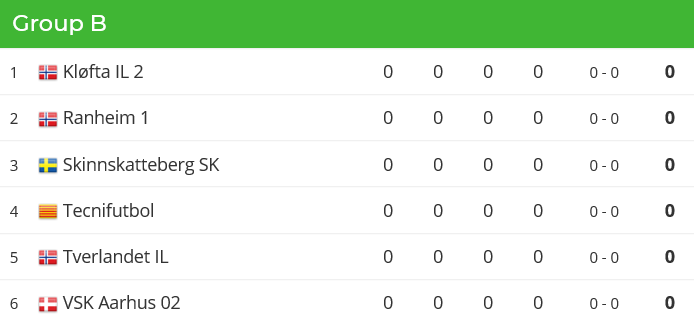 Group B
1 Kløfta IL 2 0 0 0 0 0 - 0 0
2 Ranheim 1 0 0 0 0 0 - 0 0
3 Skinnskatteberg SK 0 0 0 0 0 - 0 0
4 Tecnifutbol 0 0 0 0 0 - 0 0
5 Tverlandet IL 0 0 0 0 0 - 0 0
6 VSK Aarhus 02 0 0 0 0 0 - 0 0